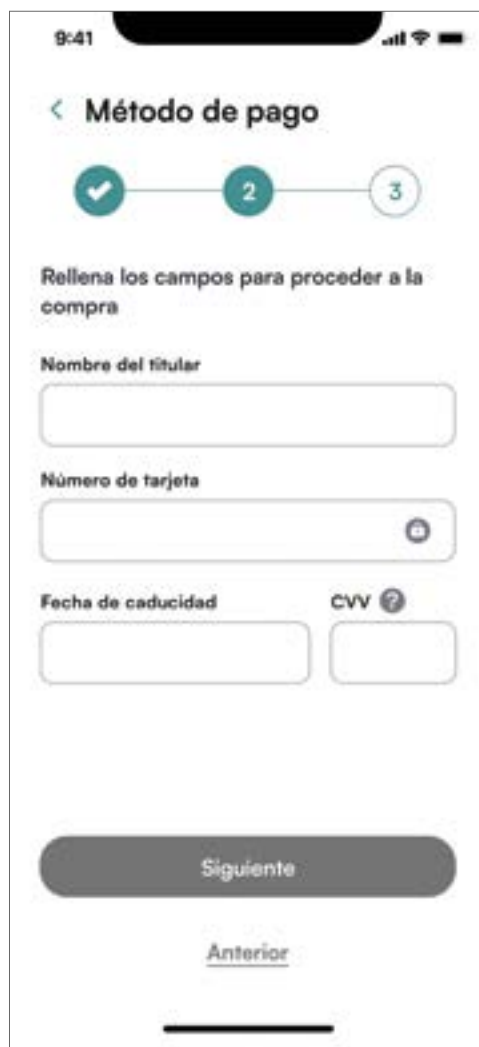 9:41
Método de pago
2
3
Rellena los campos para proceder a la
compra
Nombre del titular
Número de tarjeta
Fecha de caducidad CVV ?
Siguiente
Anterior